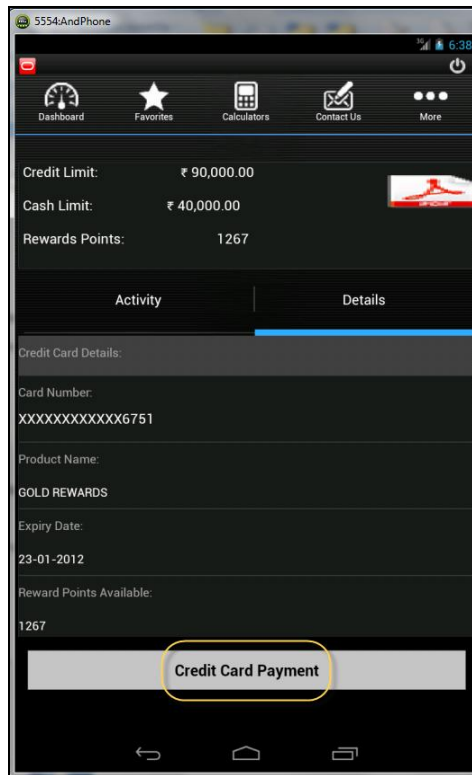 5554:AndPhone
3G 6:38
Dashboard Favorites Calculators Contact Us More
Credit Limit: ₹ 90,000.00
Cash Limit: ₹ 40,000.00
Rewards Points: 1267
Activity Details
Credit Card Details:
Card Number:
XXXXXXXXXXXX6751
Product Name:
GOLD REWARDS
Expiry Date:
23-01-2012
Reward Points Available:
1267
Credit Card Payment